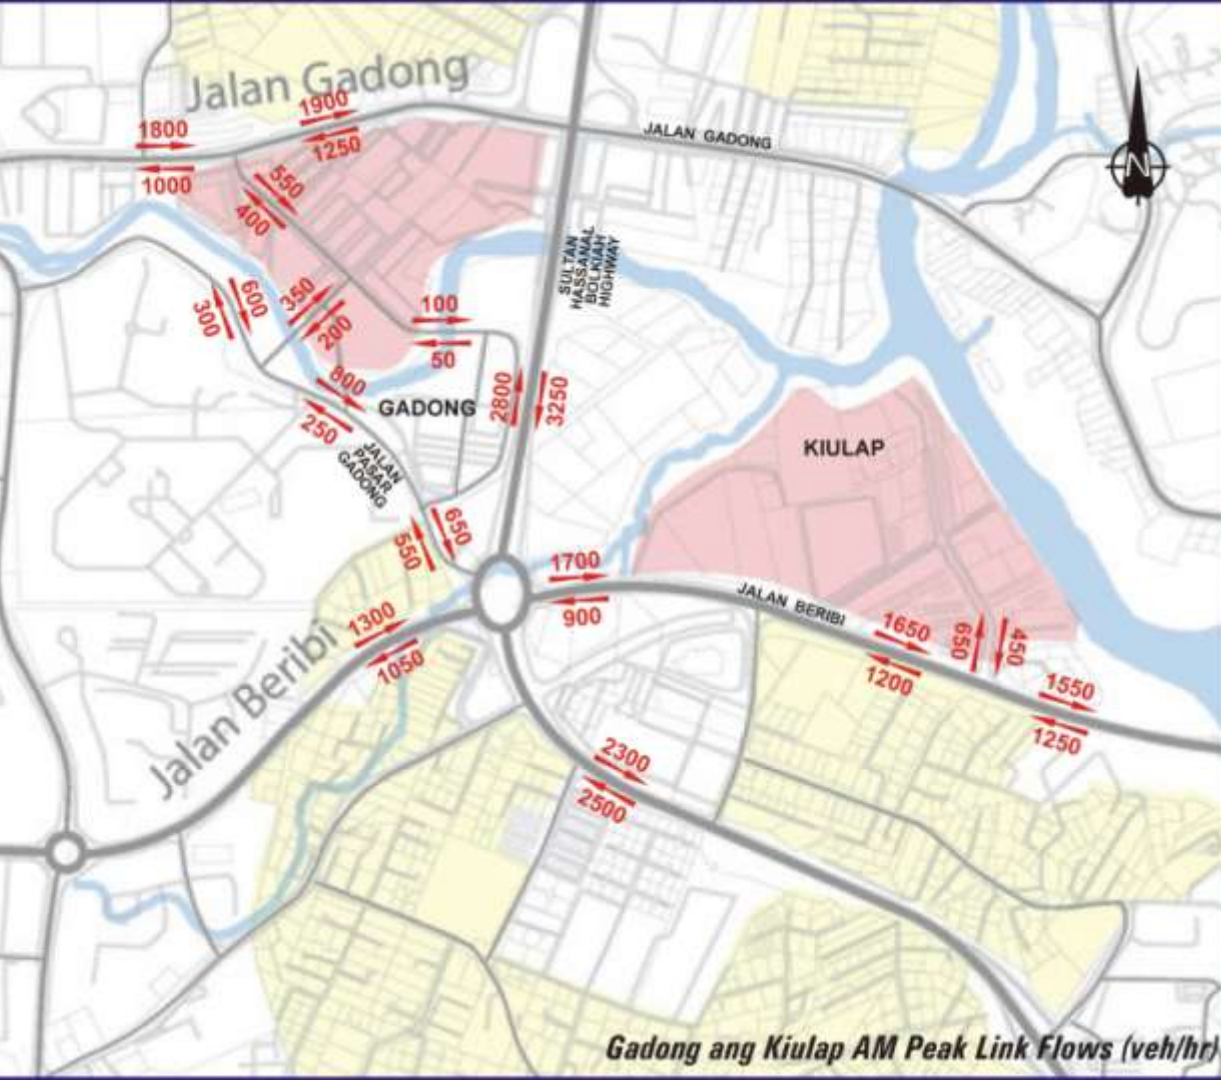 Jalan Gadong
1900
1250
1800
1000
JALAN GADONG
N
550
400
SULTAN
HASSANAL
BOLKIAH
HIGHWAY
600
300
350
200
100
50
800
250
GADONG
2800
3250
JALAN
PASAR
GADONG
KIULAP
650
550
1700
900
JALAN BERIBI
1300
1050
Jalan Beribi
1650
1200
650
450
1550
1250
2300
2500
Gadong ang Kiulap AM Peak Link Flows (veh/hr)